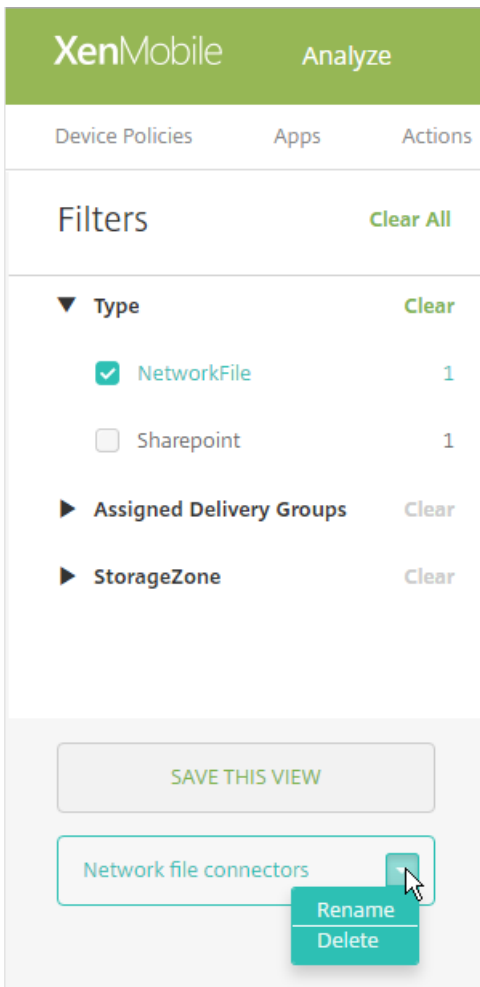 XenMobile Analyze
Device Policies Apps Actions
Filters Clear All
Type Clear
NetworkFile 1
Sharepoint 1
Assigned Delivery Groups Clear
StorageZone Clear
SAVE THIS VIEW
Network file connectors
Rename
Delete